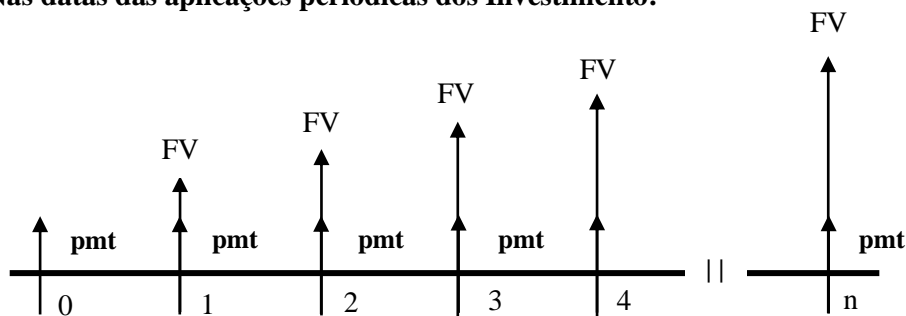 Nas datas das aplicações periódicas dos Investimento:
FV
FV
FV
FV
FV
pmt pmt pmt pmt pmt
0 1 2 3 4 n